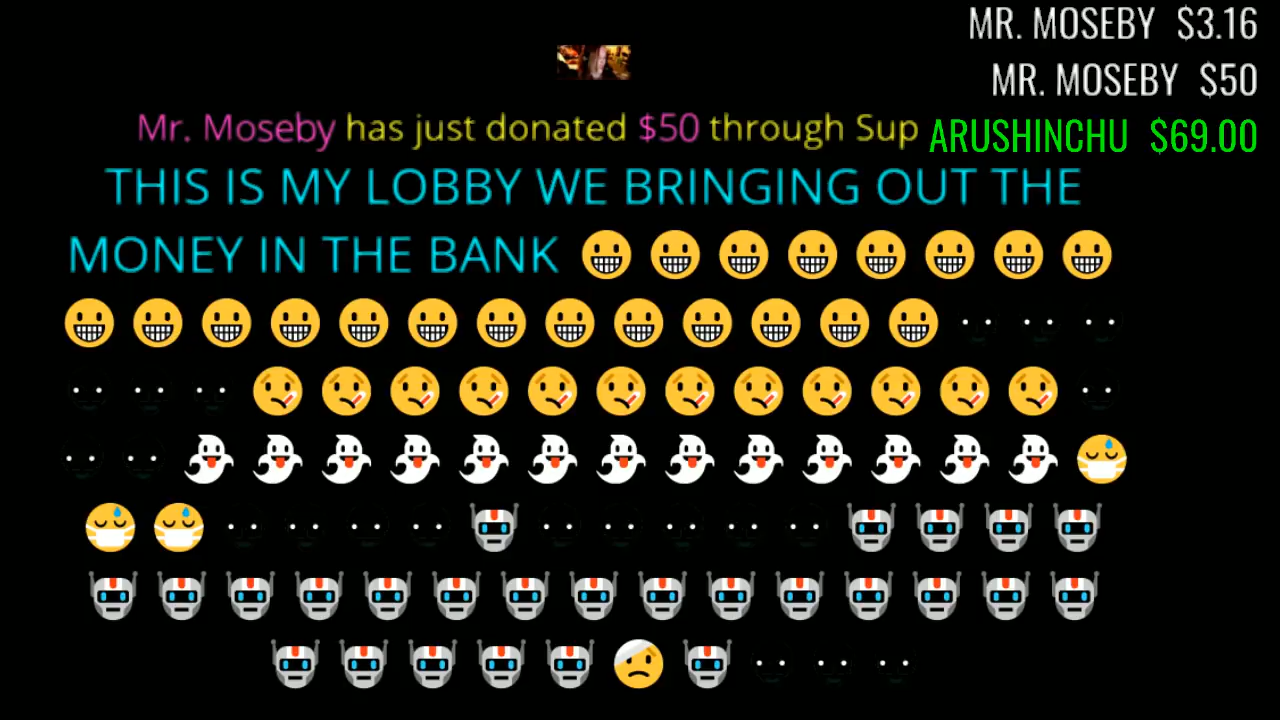 MR. MOSEBY $3.16
MR. MOSEBY $50
ARUSHINCHU $69.00
Mr. Moseby has just donated $50 through Sup
THIS IS MY LOBBY WE BRINGING OUT THE
MONEY IN THE BANK